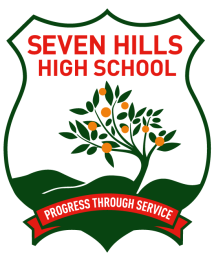 SEVEN HILLS
HIGH SCHOOL
PROGRESS THROUGH SERVICE